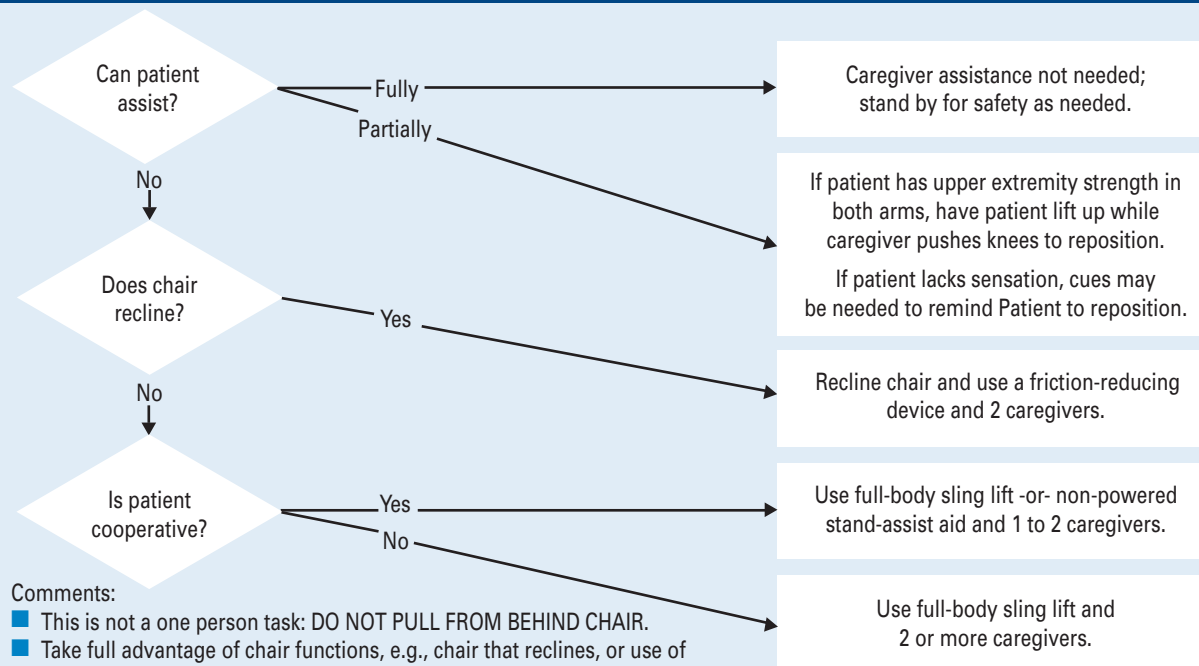 Can patient
assist?
Fully
Partially
No
Caregiver assistance not needed;
stand by for safety as needed.
If patient has upper extremity strength in
both arms, have patient lift up while
caregiver pushes knees to reposition.
If patient lacks sensation, cues may
be needed to remind Patient to reposition.
Does chair
recline?
Yes
No
Recline chair and use a friction-reducing
device and 2 caregivers.
Is patient
cooperative?
Yes
No
Use full-body sling lift -or- non-powered
stand-assist aid and 1 to 2 caregivers.
Use full-body sling lift and
2 or more caregivers.
Comments:
This is not a one person task: DO NOT PULL FROM BEHIND CHAIR.
Take full advantage of chair functions, e.g., chair that reclines, or use of